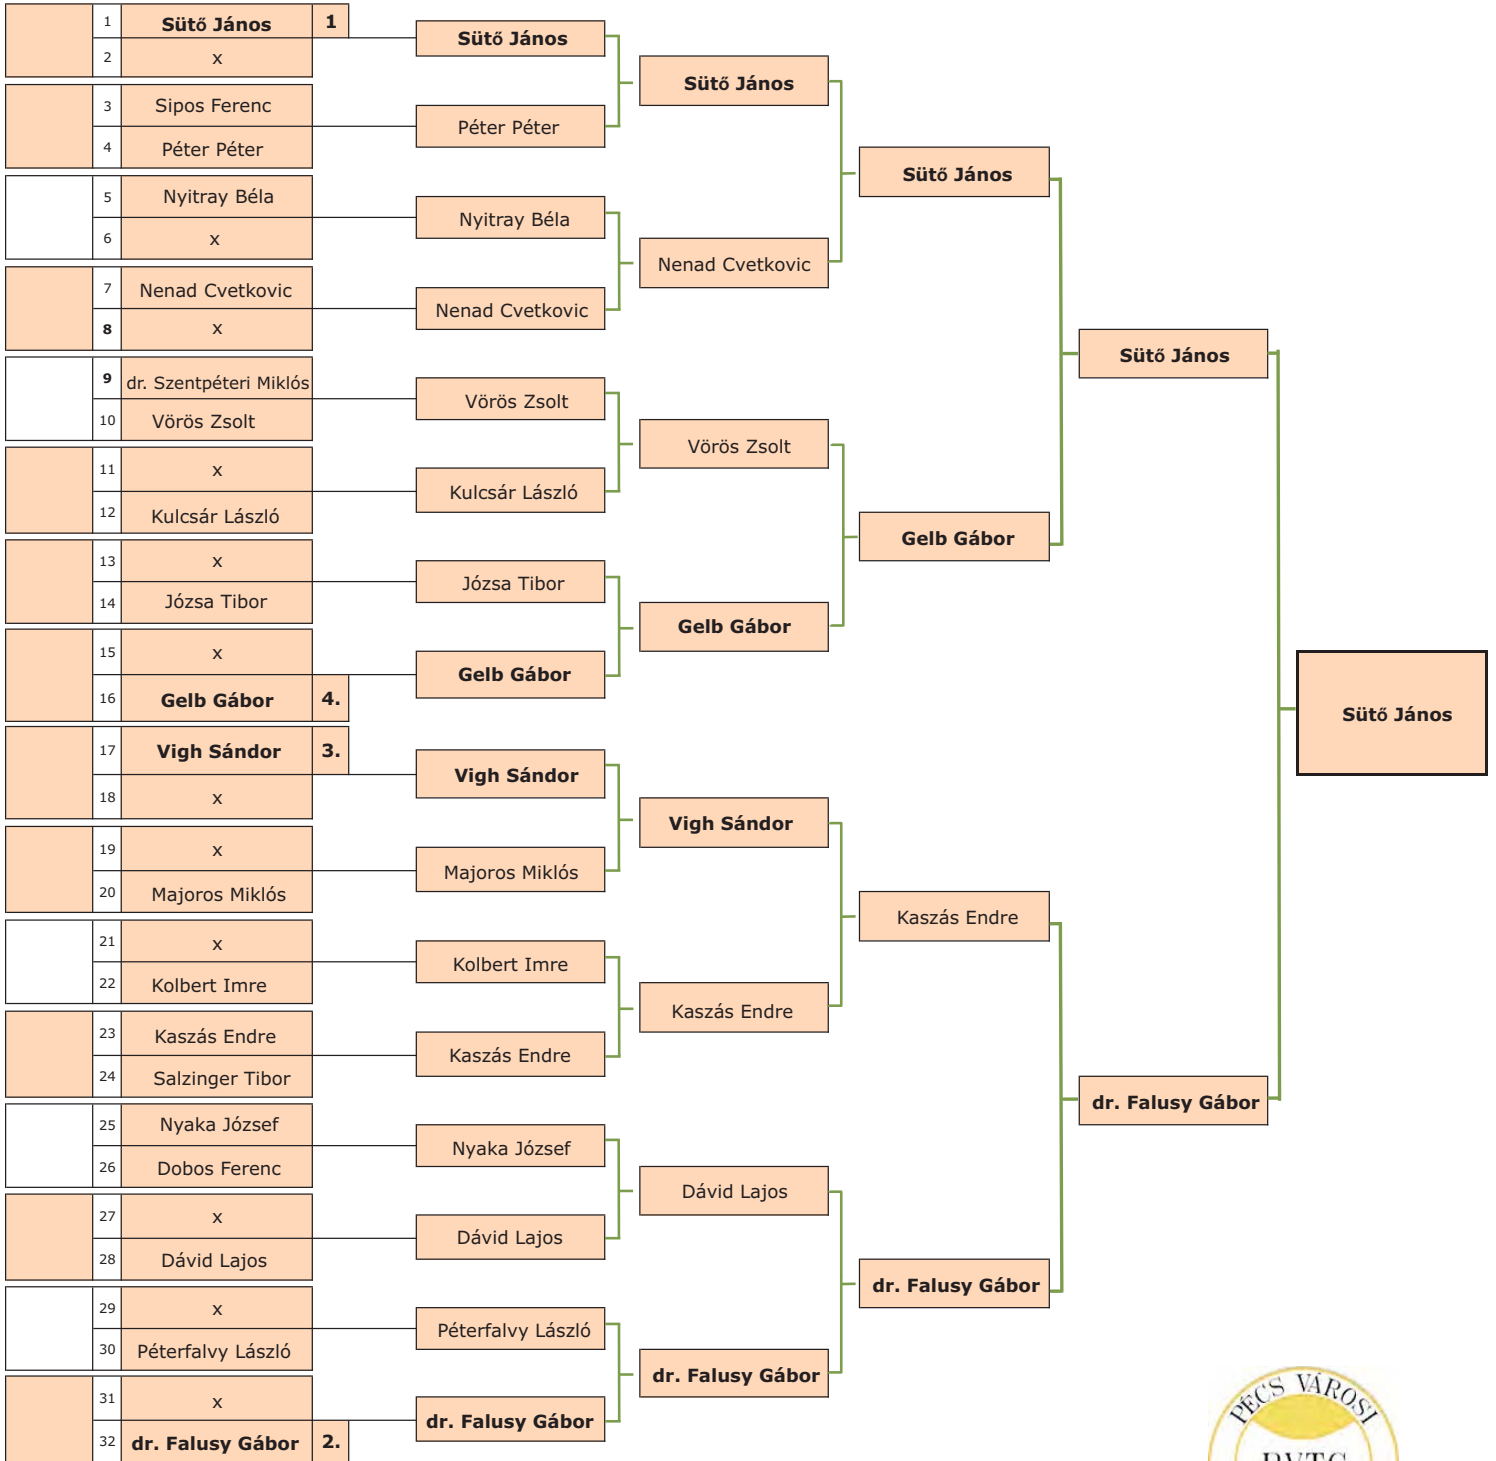 1 Sütő János 1
2 x
3 Sipos Ferenc
4 Péter Péter
5 Nyitray Béla
6 x
7 Nenad Cvetkovic
8 x
9 dr. Szentpéteri Miklós
10 Vörös Zsolt
11 x
12 Kulcsár László
13 x
14 Józsa Tibor
15 x
16 Gelb Gábor 4.
17 Vigh Sándor 3.
18 x
19 x
20 Majoros Miklós
21 x
22 Kolbert Imre
23 Kaszás Endre
24 Salzinger Tibor
25 Nyaka József
26 Dobos Ferenc
27 x
28 Dávid Lajos
29 x
30 Péterfalvy László
31 x
32 dr. Falusy Gábor 2.
Sütő János
Péter Péter
Nyitray Béla
Nenad Cvetkovic
Vörös Zsolt
Kulcsár László
Józsa Tibor
Gelb Gábor
Vigh Sándor
Majoros Miklós
Kolbert Imre
Kaszás Endre
Nyaka József
Dávid Lajos
Péterfalvy László
dr. Falusy Gábor
Sütő János
Nenad Cvetkovic
Vörös Zsolt
Gelb Gábor
Vigh Sándor
Kaszás Endre
Dávid Lajos
dr. Falusy Gábor
Sütő János
Gelb Gábor
Kaszás Endre
dr. Falusy Gábor
Sütő János
dr. Falusy Gábor
Sütő János
PÉCS VÁROSI
PVTC